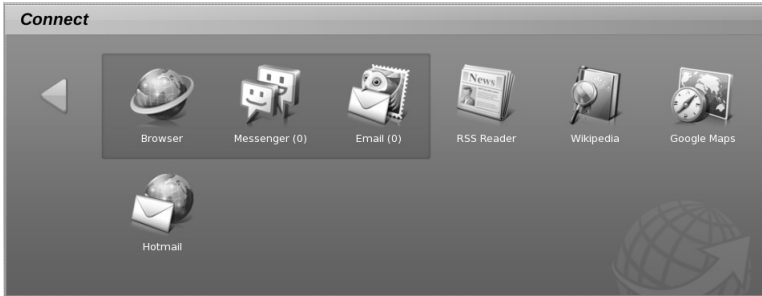 Connect
Browser
Messenger (0)
Email (0)
News
RSS Reader
Wikipedia
Google Maps
Hotmail